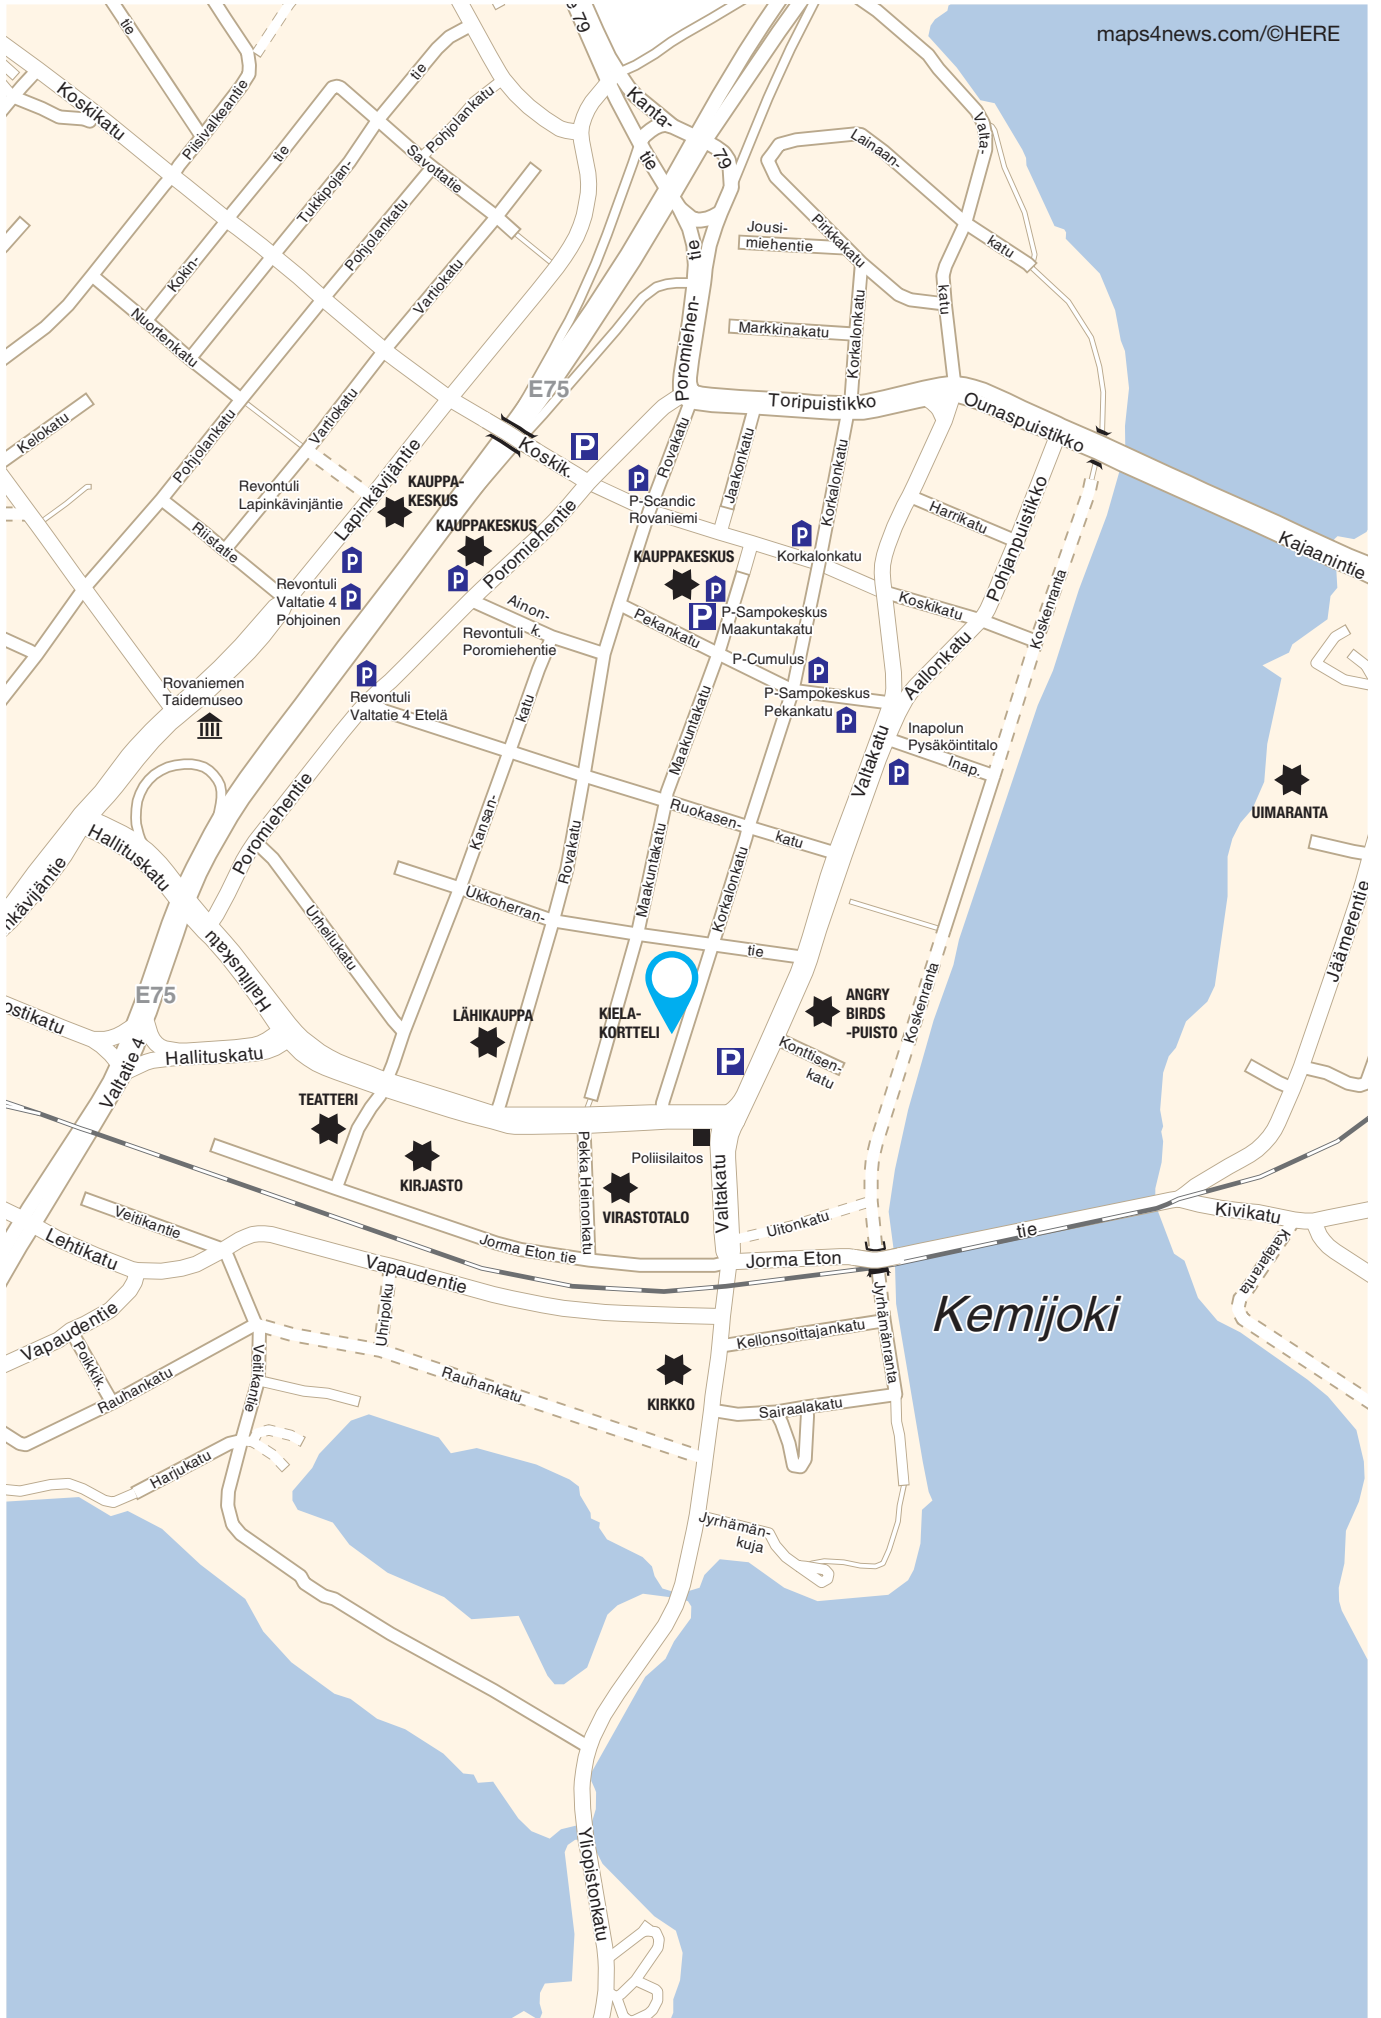 maps4news.com/©HERE
tie
e 79
Koskikatu
Piisivalkeantie
tie
tie
Pohjolankatu
Kanta-
tie
79
Valta-
Lainaan-
katu
Savottatie
Tukkipojan-
Pohjolankatu
Jousi-
miehentie
Pirkkakatu
tie
Kokin-
Vartiokatu
katu
Nuortenkatu
Poromiehen-
Markkinakatu
Korkalonkatu
E75
Toripuistikko
Ounaspuistikko
Kelokatu
Pohjolankatu
Vartiokatu
Lapinkävijäntie
Koskik.
Rovakatu
Jaakonkatu
Korkalonkatu
Revontuli
Lapinkävinjäntie
KAUPPA-
KESKUS
P
P
P-Scandic
Rovaniemi
Harrikatu
Pohjanpuistikko
Kajaanintie
Riistatie
KAUPPAKESKUS
Poromiehentie
KAUPPAKESKUS
P
Korkalonkatu
P
P
Revontuli
Valtatie 4
Pohjoinen
P
P
P
P-Sampokeskus
Maakuntakatu
Koskikatu
Koskenranta
Ainon-
k.
Pekankatu
Revontuli
Poromiehentie
P-Cumulus
P
Aallonkatu
Rovaniemen
Taidemuseo
P
Revontuli
Valtatie 4 Etelä
katu
Maakuntakatu
P-Sampokeskus
Pekankatu
P
Inapolun
Pysäköintitalo
Inap.
P
Valtakatu
UIMARANTA
Poromiehentie
Hallituskatu
Kansan-
Rovakatu
Maakuntakatu
Ruokasen-
katu
Korkalonkatu
nkävijäntie
Urheilukatu
Ukkoherran-
tie
Hallituskatu
Jäämerentie
E75
ostikatu
LÄHIKAUPPA
KIELA-
KORTTELI
ANGRY
BIRDS
-PUISTO
Koskenranta
Hallituskatu
Valtatie 4
P
Konttisen-
katu
TEATTERI
KIRJASTO
Pekka Heinonkatu
Poliisilaitos
VIRASTOTALO
Valtakatu
Uitonkatu
Veitikantie
Lehtikatu
Jorma Eton tie
Jorma Eton
tie
Kivikatu
Katajaranta
Vapaudentie
Uhripolku
Kemijoki
Jyrhämänranta
Vapaudentie
Poikkik.
Rauhankatu
Veitikantie
Rauhankatu
Kellonsoittajankatu
KIRKKO
Sairaalakatu
Harjukatu
Jyrhämän-
kuja
Yliopistonkatu